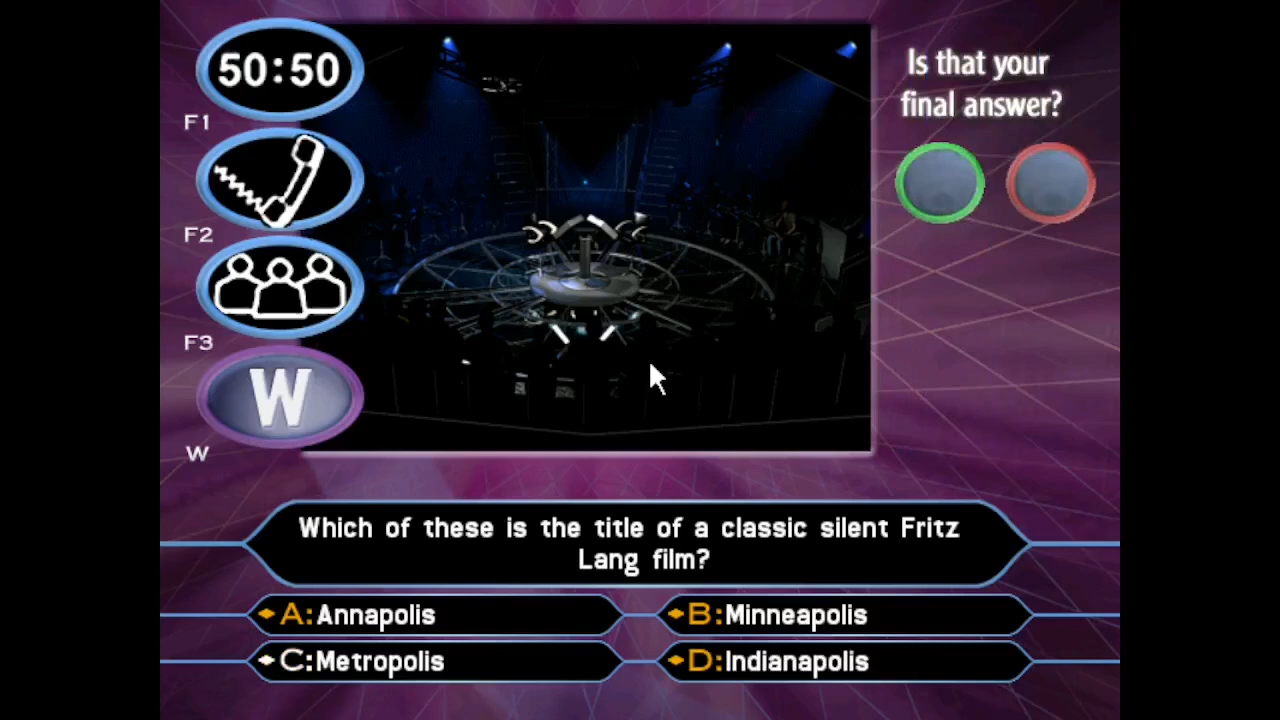 50:50
F1
F2
F3
W
W
Is that your
final answer?
Which of these is the title of a classic silent Fritz
Lang film?
A:Annapolis
B:Minneapolis
C:Metropolis
D:Indianapolis